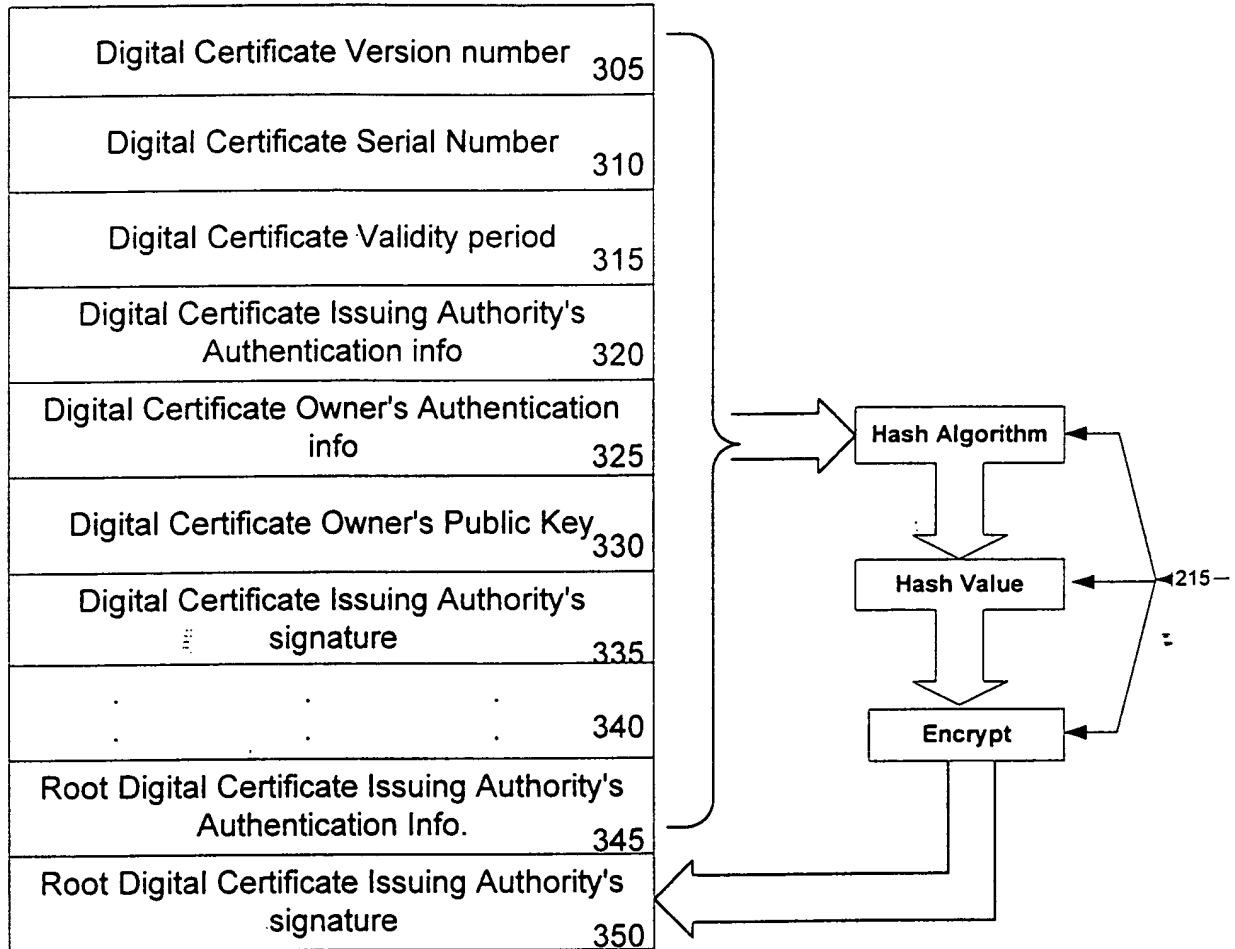 Digital Certificate Version number
305
Digital Certificate Serial Number
310
Digital Certificate Validity period
315
Digital Certificate Issuing Authority's
Authentication info
320
Digital Certificate Owner's Authentication
info
325
Digital Certificate Owner's Public Key
330
Digital Certificate Issuing Authority's
signature
335
. . .
. . .
340
Root Digital Certificate Issuing Authority's
Authentication Info.
345
Root Digital Certificate Issuing Authority's
signature
350
Hash Algorithm
Hash Value
215
Encrypt